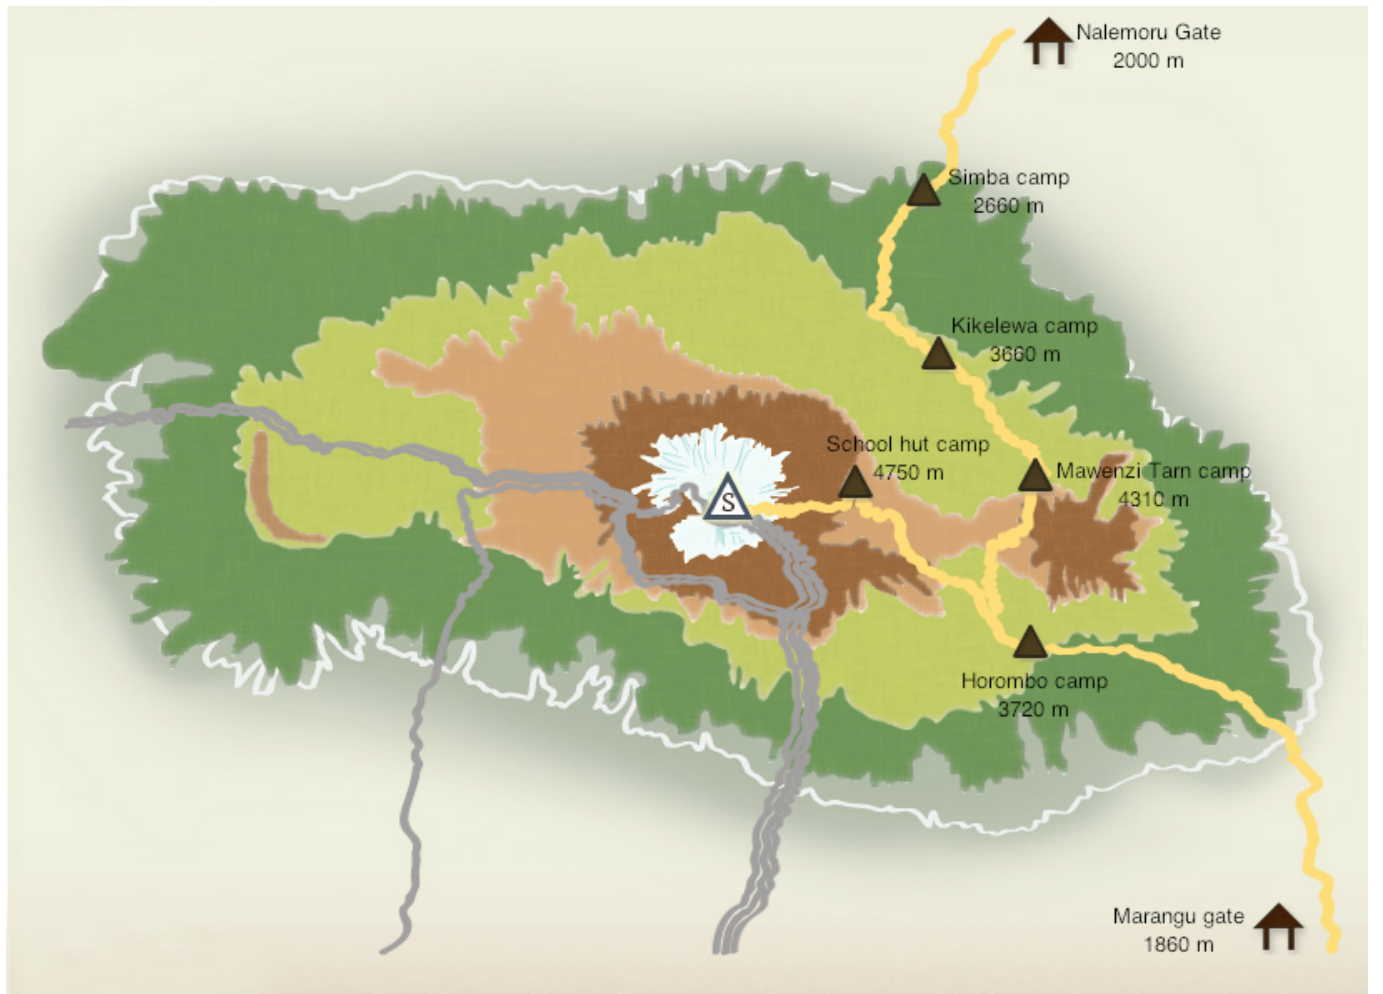 Nalemoru Gate
2000 m
Simba camp
2660 m
Kikelewa camp
3660 m
School hut camp
4750 m
Mawenzi Tarn camp
4310 m
S
Horombo camp
3720 m
Marangu gate
1860 m